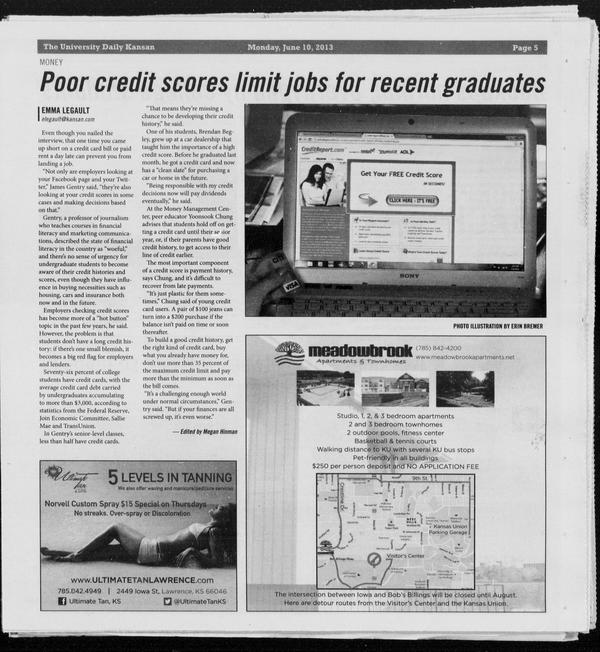 The University Daily Kansan
Monday, June 10, 2013
Page 5
MONEY
Poor credit scores limit jobs for recent graduates
EMMA LEGAULT
elegault@kansan.com
Even though you nailed the
interview, that one time you came
up short on a credit card bill or paid
rent a day late can prevent you from
landing a job.
"Not only are employers looking at
your Facebook page and your Twit-
ter," James Gentry said, "they're also
looking at your credit scores in some
cases and making decisions based
on that."
Gentry, a professor of journalism
who teaches courses in financial
literacy and marketing communica-
tions, described the state of financial
literacy in the country as "woeful,"
and there's no sense of urgency for
undergraduate students to become
aware of their credit histories and
scores, even though they have influ-
ence in buying necessities such as
housing, cars and insurance both
now and in the future.
Employers checking credit scores
has become more of a "hot button"
topic in the past few years, he said.
However, the problem is that
students don't have a long credit his-
tory: if there's one small blemish, it
becomes a big red flag for employers
and lenders.
Seventy-six percent of college
students have credit cards, with the
average credit card debt carried
by undergraduates accumulating
to more than $3,000, according to
statistics from the Federal Reserve,
Join Economic Committee, Sallie
Mae and TransUnion.
In Gentry's senior-level classes,
less than half have credit cards.
"That means they're missing a
chance to be developing their credit
history," he said.
One of his students, Brendan Beg-
ley, grew up at a car dealership that
taught him the importance of a high
credit score. Before he graduated last
month, he got a credit card and now
has a "clean slate" for purchasing a
car or home in the future.
"Being responsible with my credit
decisions now will pay dividends
eventually," he said.
At the Money Management Cen-
ter, peer educator Yoonsook Chung
advises that students hold off on get-
ting a credit card until their senior
year, or, if their parents have good
credit history, to get access to their
line of credit earlier.
The most important component
of a credit score is payment history,
says Chung, and it's difficult to
recover from late payments.
"It's just plastic for them some-
times," Chung said of young credit
card users. A pair of $100 jeans can
turn into a $200 purchase if the
balance isn't paid on time or soon
thereafter.
To build a good credit history, get
the right kind of credit card, buy
what you already have money for,
don't use more than 35 percent of
the maximum credit limit and pay
more than the minimum as soon as
the bill comes.
"It's a challenging enough world
under normal circumstances," Gen-
try said. "But if your finances are all
screwed up, it's even worse."
— Edited by Megan Hinman
CreditReport.com
AOL
Get Your FREE Credit Score
IN SECONDS!
CLICK HERE - IT'S FREE
SONY
VISA
PHOTO ILLUSTRATION BY ERIN BREMER
Ultimate Tan
5 LEVELS IN TANNING
We also offer waxing and manicure/pedicure services
Norvell Custom Spray $15 Special on Thursdays
No streaks. Over-spray or Discoloration.
www.ULTIMATETANLAWRENCE.com
785.042.4949 | 2449 Iowa St, Lawrence, KS 66046
Ultimate Tan, KS
@UltimateTanKS
meadowbrook
Apartments & Townhomes
(785) 842-4200
www.meadowbrookapartments.net
Studio, 1, 2, & 3 bedroom apartments
2 and 3 bedroom townhomes
2 outdoor pools, fitness center
Basketball & tennis courts
Walking distance to KU with several KU bus stops
Pet-friendly in all buildings
$250 per person deposit and NO APPLICATION FEE
9th St.
Kansas Union
Parking Garage
Visitor's Center
The intersection between Iowa and Bob's Billings will be closed until August.
Here are detour routes from the Visitor's Center and the Kansas Union.